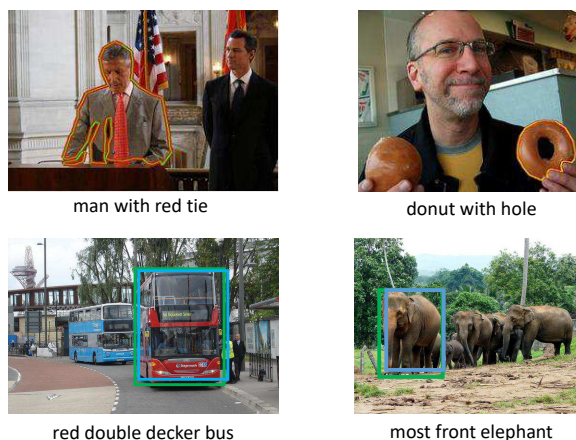 man with red tie
donut with hole
red double decker bus
most front elephant